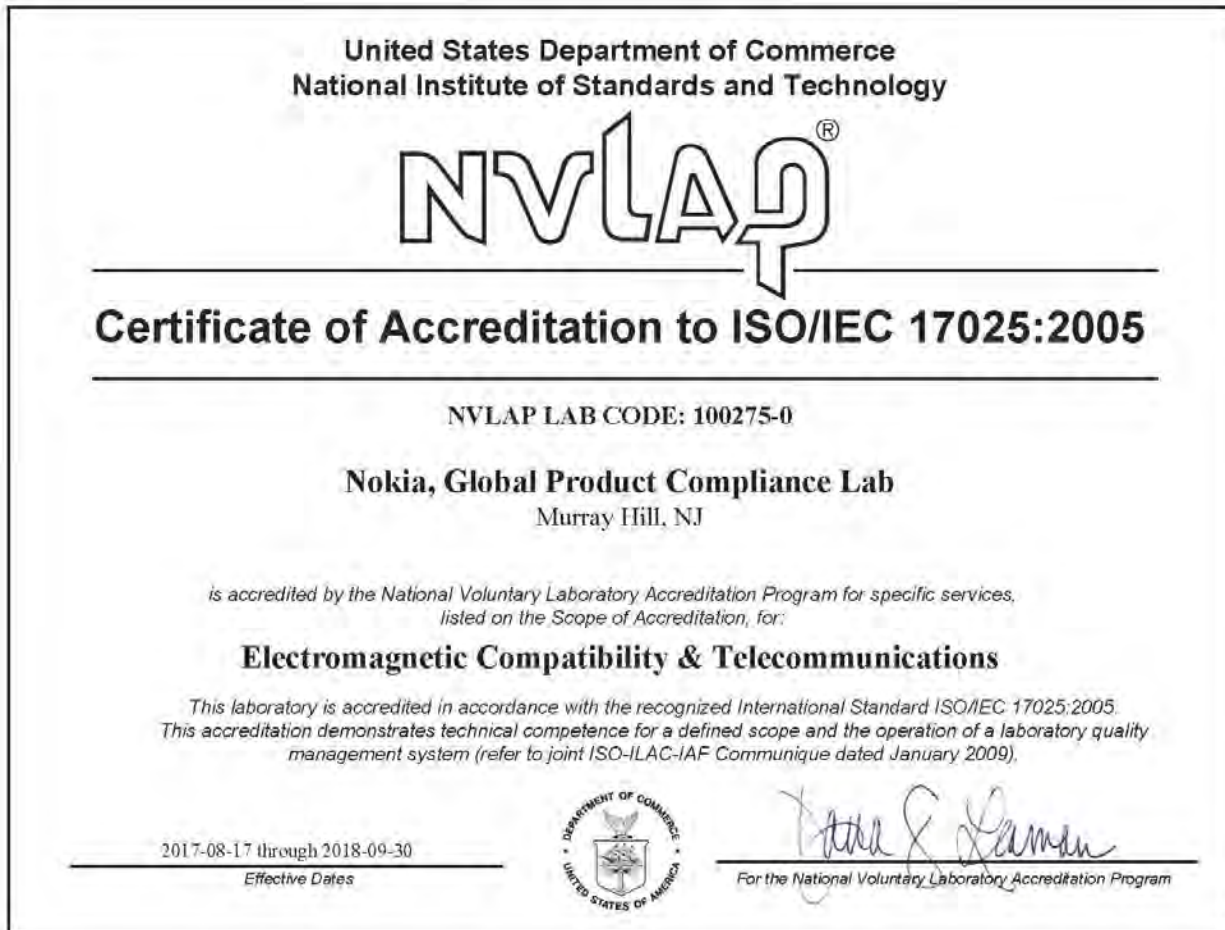 United States Department of Commerce
National Institute of Standards and Technology
NVLAP®
Certificate of Accreditation to ISO/IEC 17025:2005
NVLAP LAB CODE: 100275-0
Nokia, Global Product Compliance Lab
Murray Hill, NJ
is accredited by the National Voluntary Laboratory Accreditation Program for specific services,
listed on the Scope of Accreditation, for:
Electromagnetic Compatibility & Telecommunications
This laboratory is accredited in accordance with the recognized International Standard ISO/IEC 17025:2005.
This accreditation demonstrates technical competence for a defined scope and the operation of a laboratory quality
management system (refer to joint ISO-ILAC-IAF Communique dated January 2009).
2017-08-17 through 2018-09-30
Effective Dates
DEPARTMENT OF COMMERCE
UNITED STATES OF AMERICA
For the National Voluntary Laboratory Accreditation Program